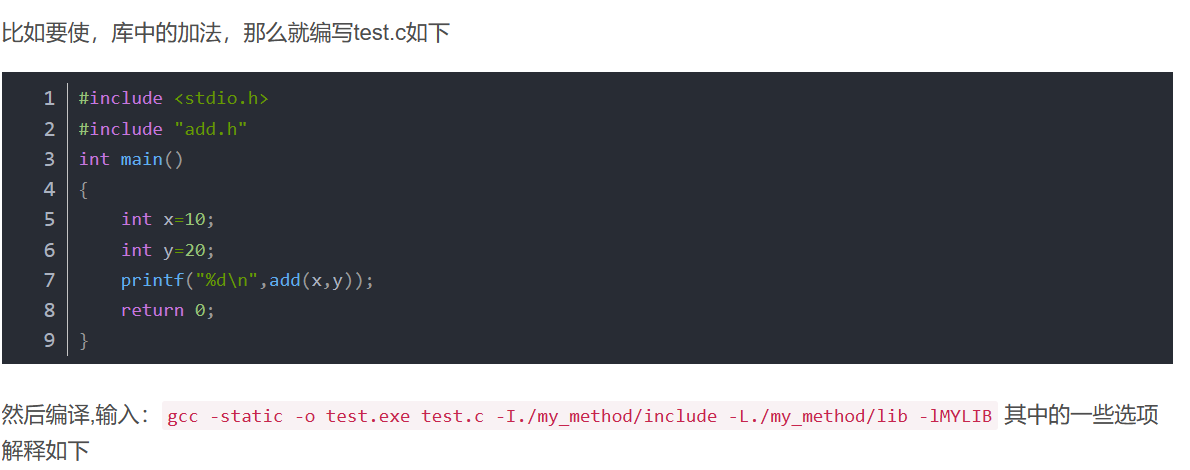 比如要使，库中的加法，那么就编写test.c如下
1 #include <stdio.h>
2 #include "add.h"
3 int main()
4 {
5     int x=10;
6     int y=20;
7     printf("%d\n",add(x,y));
8     return 0;
9 }
然后编译,输入：gcc -static -o test.exe test.c -I./my_method/include -L./my_method/lib -lMYLIB 其中的一些选项
解释如下